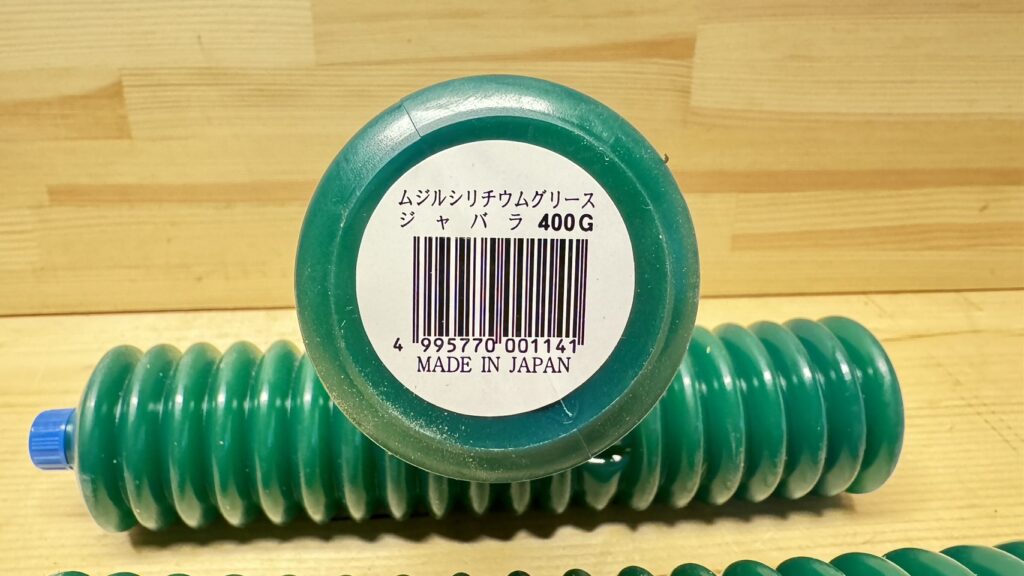 ムジルシリチウムグリース
ジャバラ 400G
4 995770 001141
MADE IN JAPAN